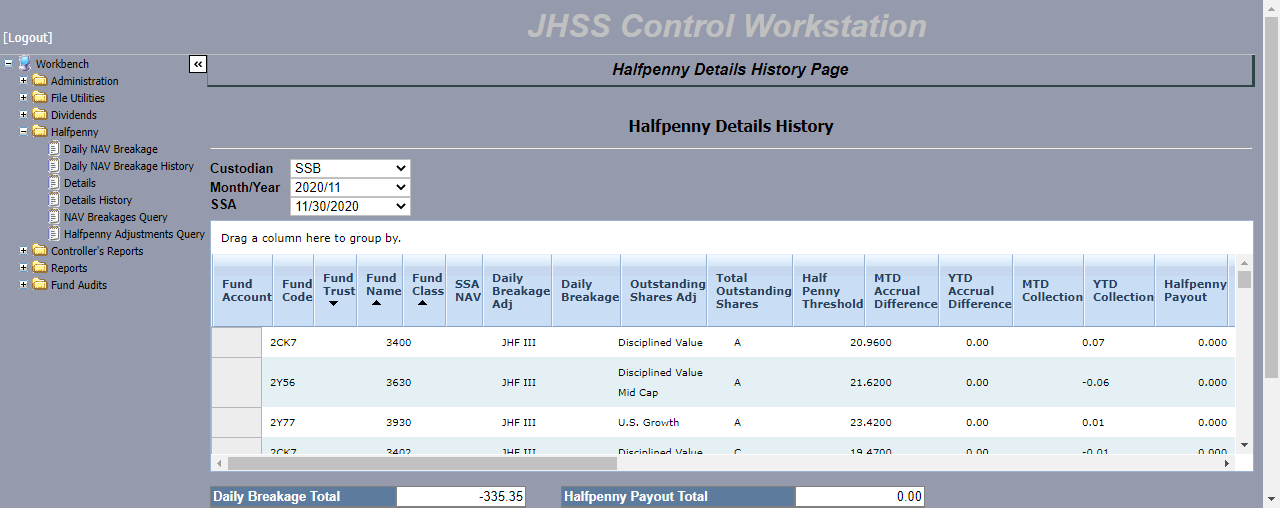 JHSS Control Workstation
[Logout]
Workbench
Administration
File Utilities
Dividends
Halfpenny
Daily NAV Breakage
Daily NAV Breakage History
Details
Details History
NAV Breakages Query
Halfpenny Adjustments Query
Controller's Reports
Reports
Fund Audits
«
Halfpenny Details History Page
Halfpenny Details History
Custodian SSB
Month/Year 2020/11
SSA 11/30/2020
Drag a column here to group by.
Fund Account Fund Code Fund Trust Fund Name Fund Class SSA NAV Daily Breakage Adj Daily Breakage Outstanding Shares Adj Total Outstanding Shares Half Penny Threshold MTD Accrual Difference YTD Accrual Difference MTD Collection YTD Collection Halfpenny Payout
2CK7 3400 JHF III Disciplined Value A 20.9600 0.00 0.07 0.000
2Y56 3630 JHF III Disciplined Value Mid Cap A 21.6200 0.00 -0.06 0.000
2Y77 3930 JHF III U.S. Growth A 23.4200 0.00 0.01 0.000
2CK7 3402 JHF III Disciplined Value C 19.4700 0.00 -0.01 0.000
Daily Breakage Total -335.35 Halfpenny Payout Total 0.00